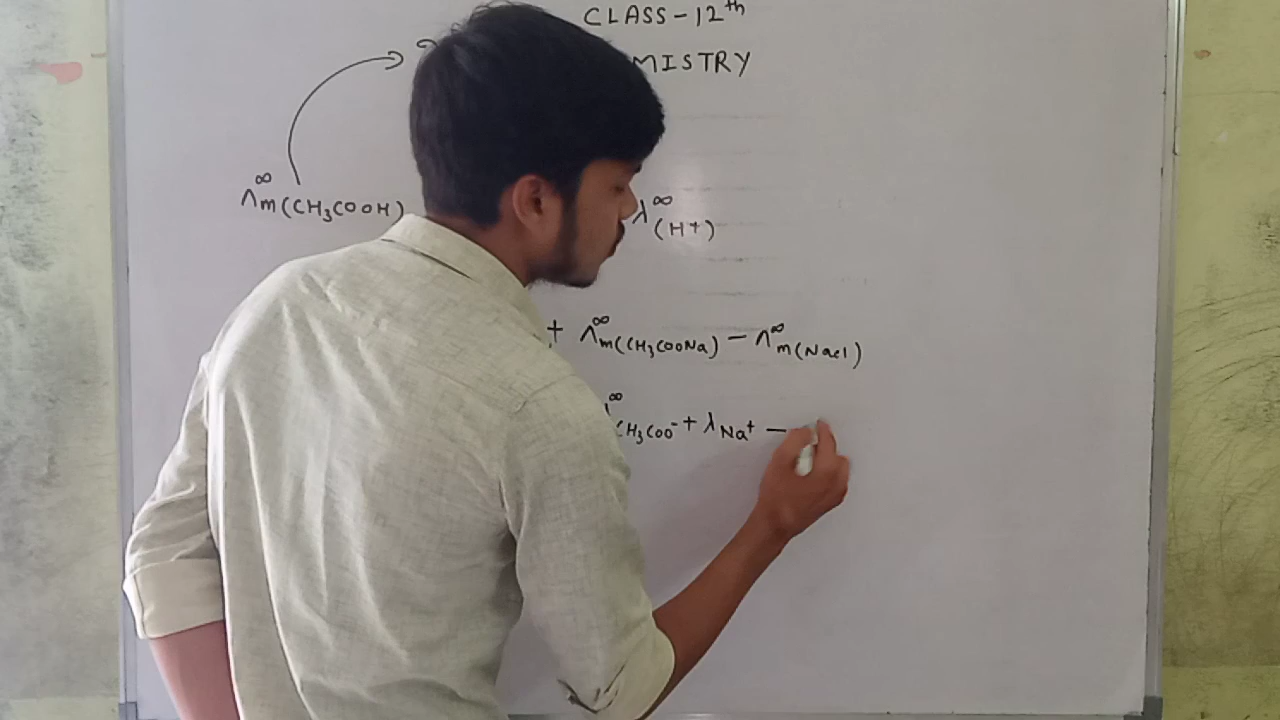 CLASS-12th
MISTRY
Λ∞m(CH3COOH)
λ∞(H+)
+ Λ∞m(CH3COONa) - Λ∞m(NaCl)
∞CH3COO- + λNa+ -